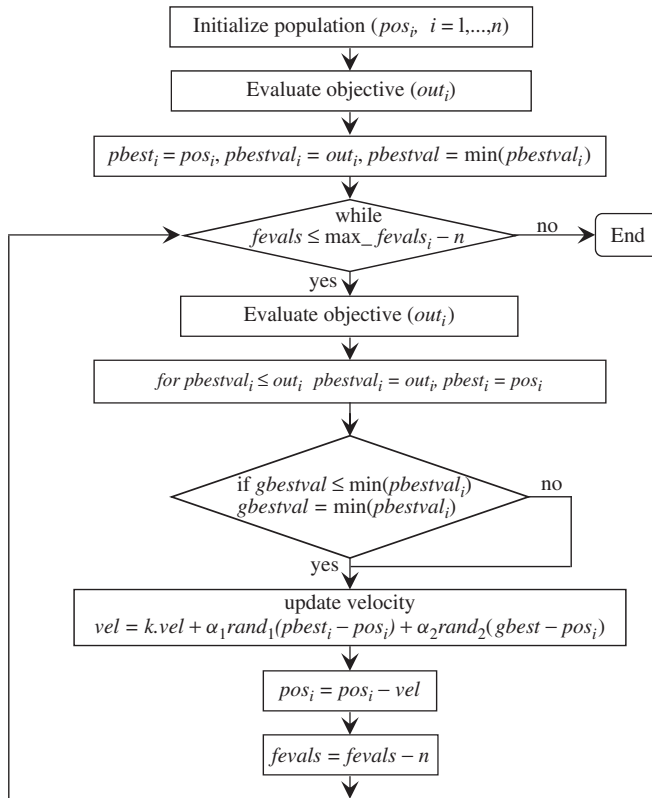 Initialize population (pos_i, i = 1,...,n)
Evaluate objective (out_i)
pbest_i = pos_i, pbestval_i = out_i, pbestval = min(pbestval_i)
while
fevals ≤ max_ fevals_i − n
no
End
yes
Evaluate objective (out_i)
for pbestval_i ≤ out_i pbestval_i = out_i, pbest_i = pos_i
if gbestval ≤ min(pbestval_i)
gbestval = min(pbestval_i)
no
yes
update velocity
vel = k.vel + α_1rand_1(pbest_i − pos_i) + α_2rand_2(gbest − pos_i)
pos_i = pos_i − vel
fevals = fevals − n